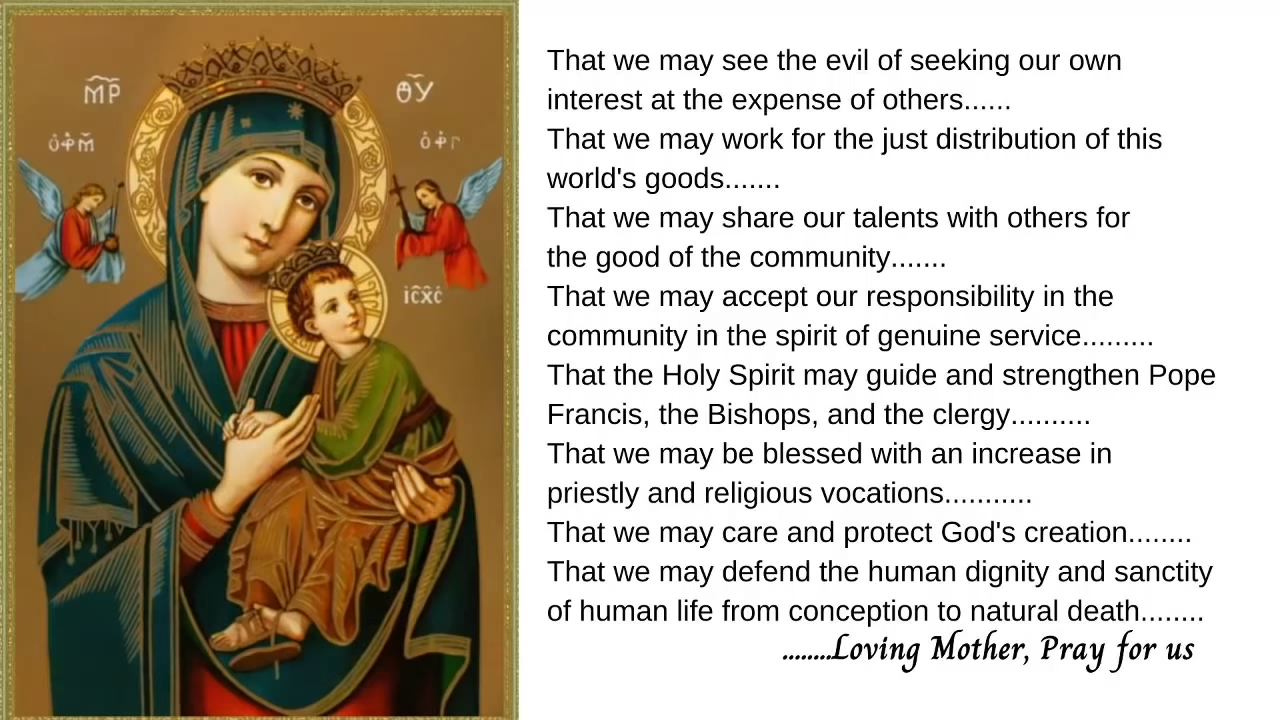 M͞P
Θ͞Υ
That we may see the evil of seeking our own
interest at the expense of others......
That we may work for the just distribution of this
world's goods.......
That we may share our talents with others for
the good of the community.......
That we may accept our responsibility in the
community in the spirit of genuine service.........
That the Holy Spirit may guide and strengthen Pope
Francis, the Bishops, and the clergy..........
That we may be blessed with an increase in
priestly and religious vocations...........
That we may care and protect God's creation........
That we may defend the human dignity and sanctity
of human life from conception to natural death........
........Loving Mother, Pray for us